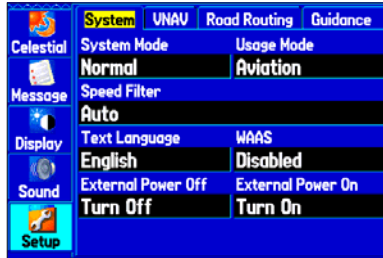 System VNAV Road Routing Guidance
Celestial
System Mode Usage Mode
Normal Aviation
Message
Speed Filter
Auto
Display
Text Language WAAS
English Disabled
Sound
External Power Off External Power On
Turn Off Turn On
Setup